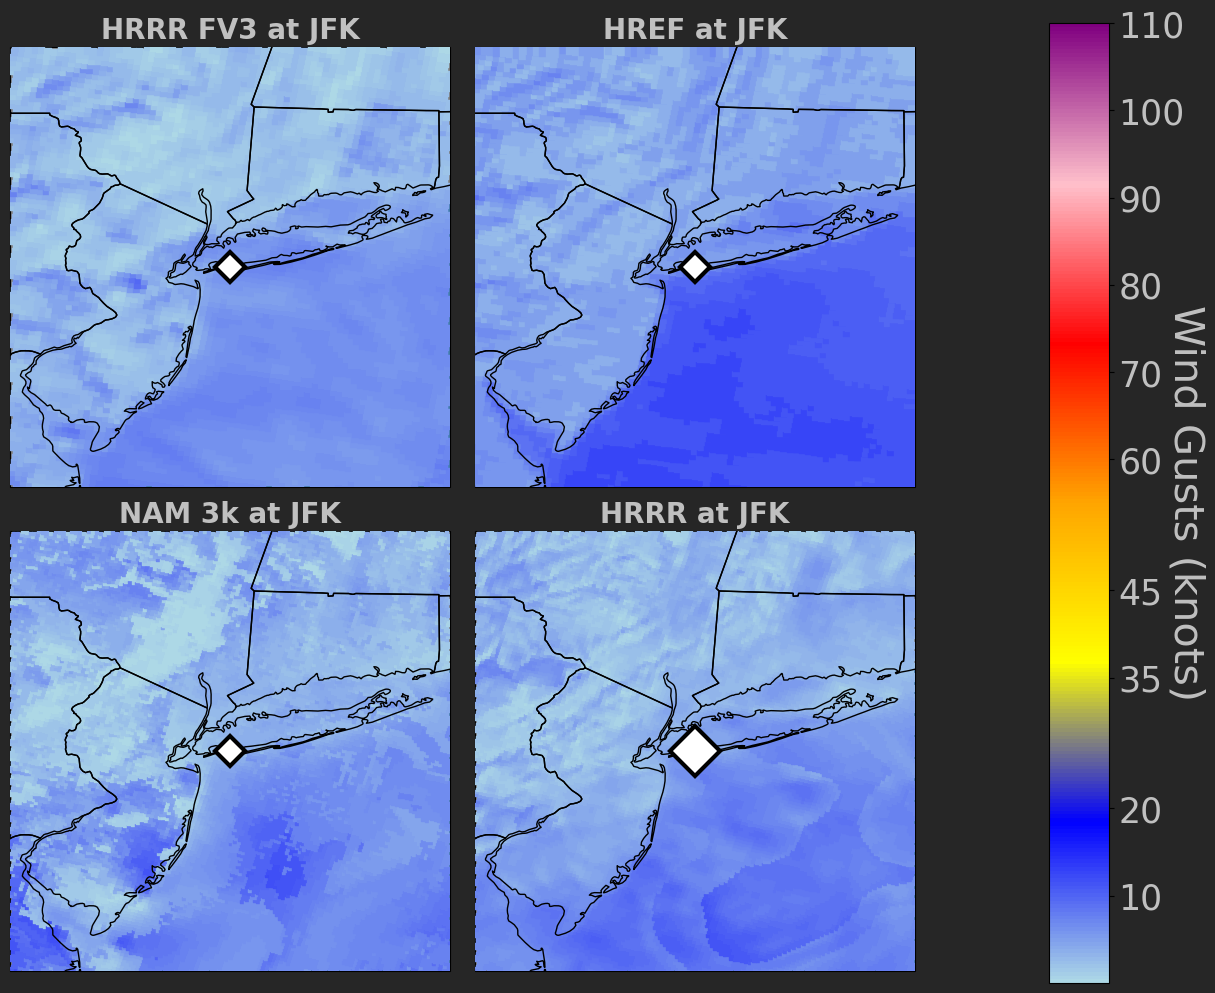 HRRR FV3 at JFK
HREF at JFK
NAM 3k at JFK
HRRR at JFK
110
100
90
80
70
60
45
35
20
10
Wind Gusts (knots)